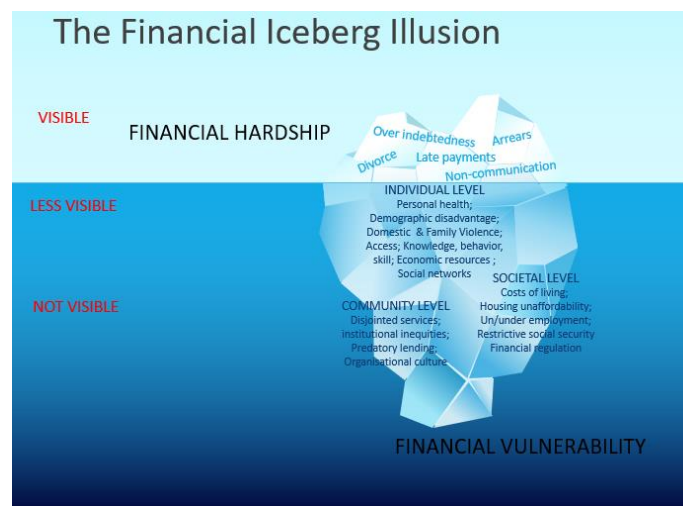 The Financial Iceberg Illusion
VISIBLE
FINANCIAL HARDSHIP
Over indebtedness
Arrears
Divorce
Late payments
Non-communication
LESS VISIBLE
INDIVIDUAL LEVEL
Personal health;
Demographic disadvantage;
Domestic & Family Violence;
Access; Knowledge, behavior,
skill; Economic resources ;
Social networks
NOT VISIBLE
COMMUNITY LEVEL
Disjointed services;
institutional inequities;
Predatory lending;
Organisational culture
SOCIETAL LEVEL
Costs of living;
Housing unaffordability;
Un/under employment;
Restrictive social security
Financial regulation
FINANCIAL VULNERABILITY